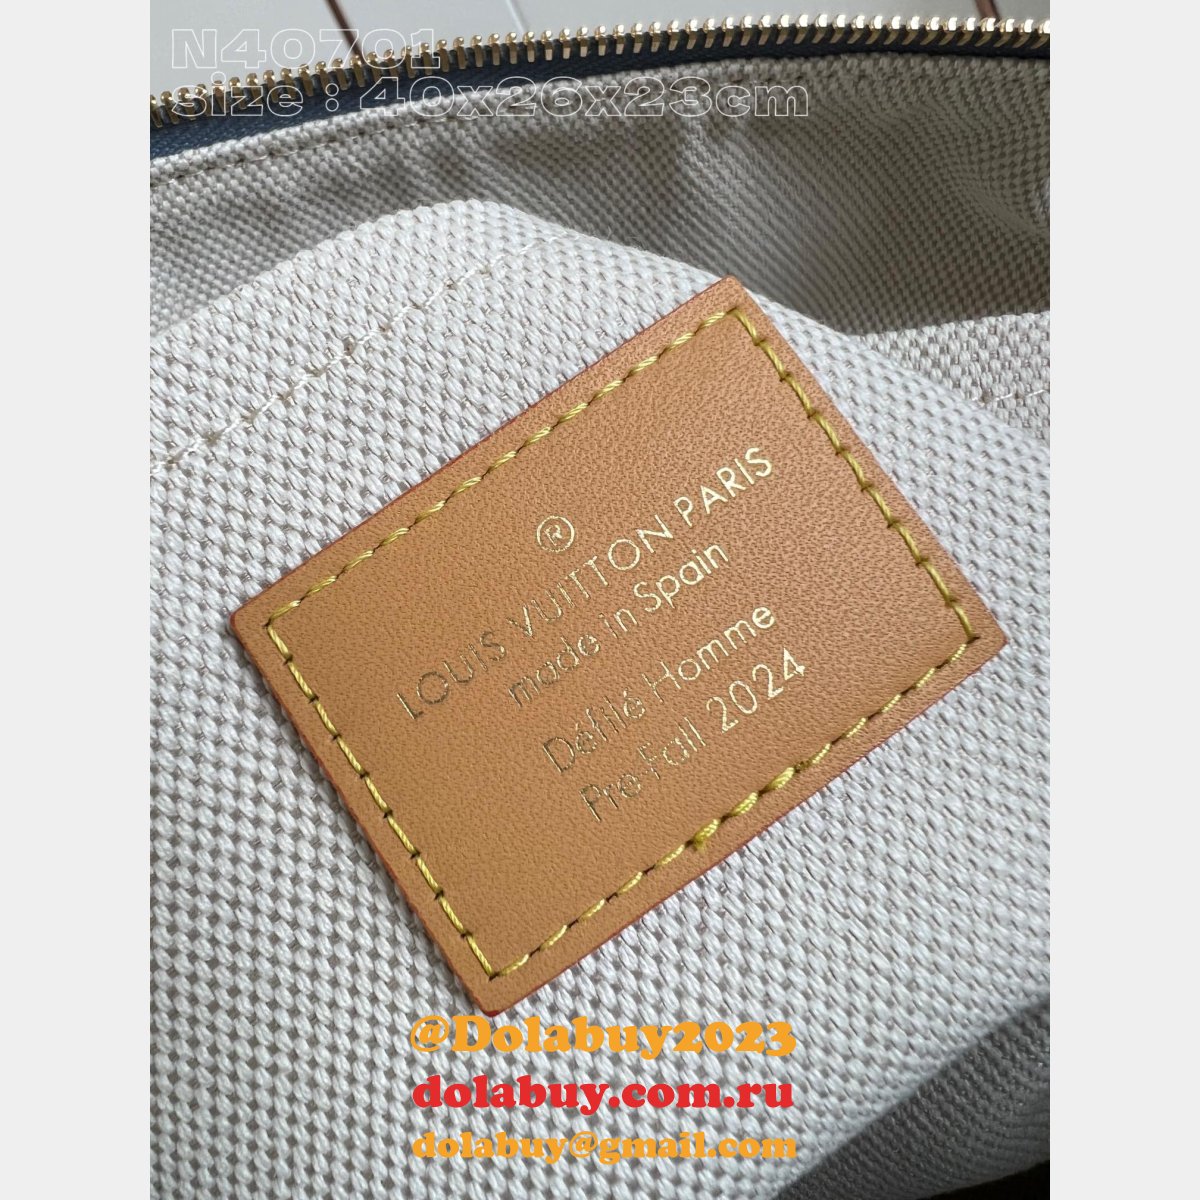 N40701
size : 40x26x23cm
®
LOUIS VUITTON PARIS
made in Spain
Défilé Homme
Pre Fall 2024
@Dolabuy2023
dolabuy.com.ru
dolabuy@gmail.com